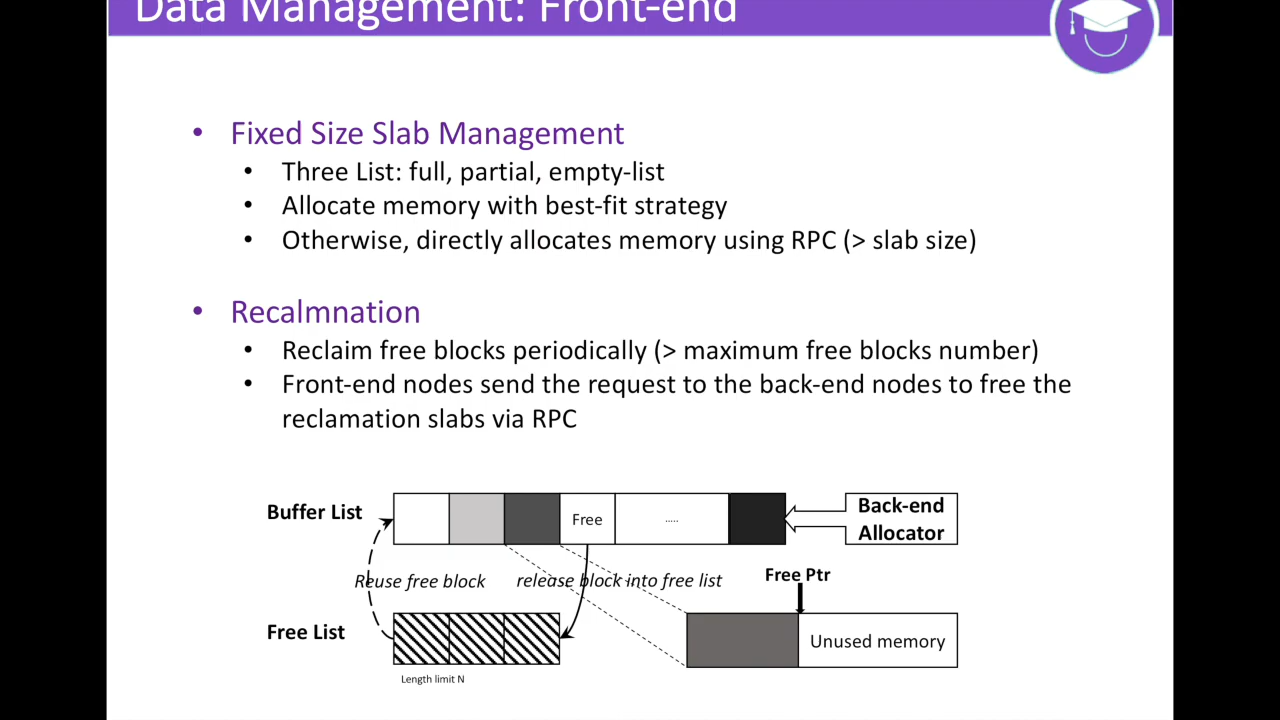 Data Management: Front-end
• Fixed Size Slab Management
• Three List: full, partial, empty-list
• Allocate memory with best-fit strategy
• Otherwise, directly allocates memory using RPC (> slab size)
• Recalmnation
• Reclaim free blocks periodically (> maximum free blocks number)
• Front-end nodes send the request to the back-end nodes to free the
reclamation slabs via RPC
Buffer List
Free
.....
Back-end
Allocator
Reuse free block
release block into free list
Free Ptr
Free List
Unused memory
Length limit N